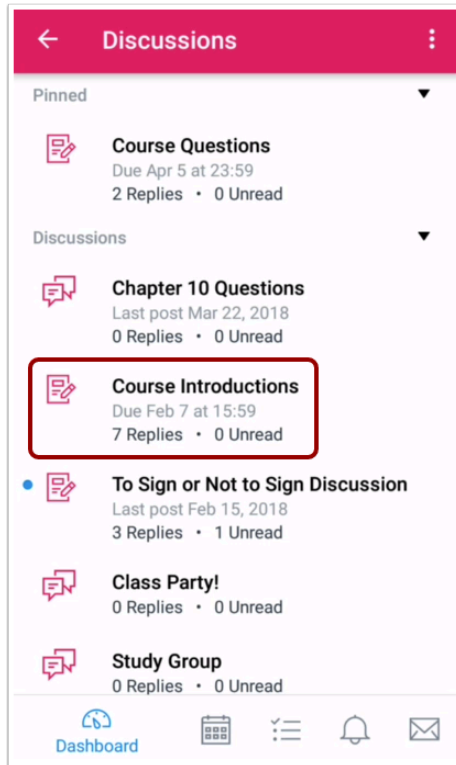 Discussions
Pinned
Course Questions
Due Apr 5 at 23:59
2 Replies • 0 Unread
Discussions
Chapter 10 Questions
Last post Mar 22, 2018
0 Replies • 0 Unread
Course Introductions
Due Feb 7 at 15:59
7 Replies • 0 Unread
To Sign or Not to Sign Discussion
Last post Feb 15, 2018
3 Replies • 1 Unread
Class Party!
0 Replies • 0 Unread
Study Group
0 Replies • 0 Unread
Dashboard